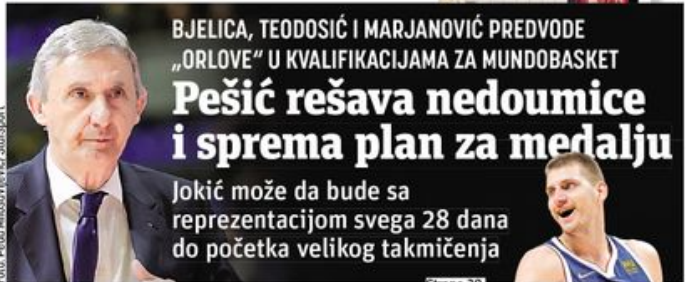 BJELICA, TEODOSIĆ I MARJANOVIĆ PREDVODE
„ORLOVE“ U KVALIFIKACIJAMA ZA MUNDOBASKET
Pešić rešava nedoumice
i sprema plan za medalju
Jokić može da bude sa
reprezentacijom svega 28 dana
do početka velikog takmičenja